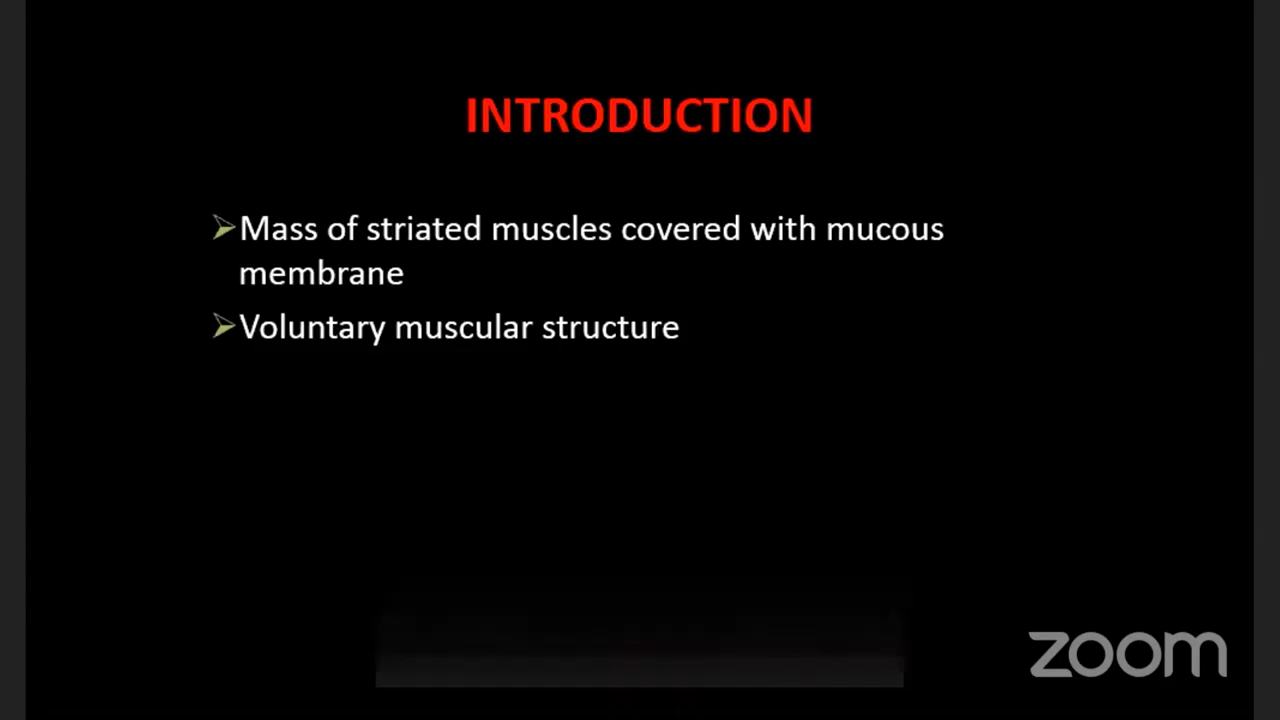 INTRODUCTION
➢Mass of striated muscles covered with mucous
membrane
➢Voluntary muscular structure
zoom